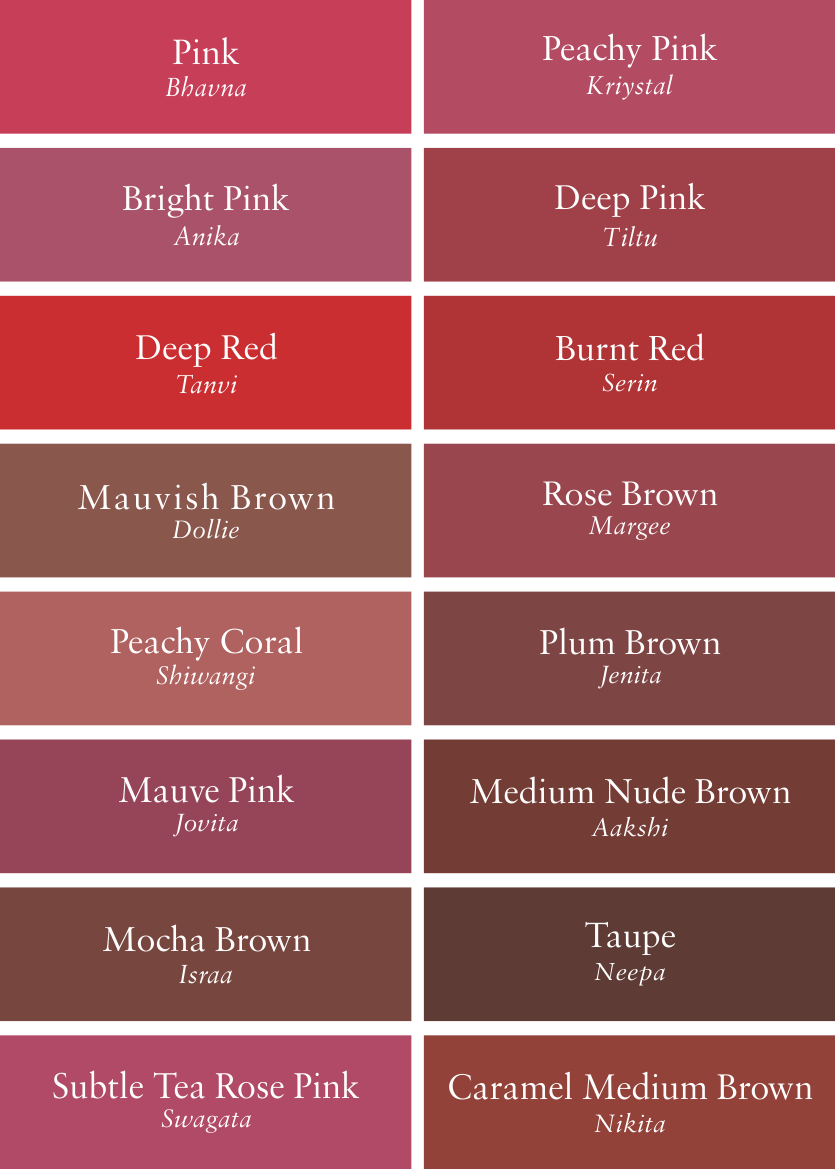 Pink
Bhavna
Peachy Pink
Kriystal
Bright Pink
Anika
Deep Pink
Tiltu
Deep Red
Tanvi
Burnt Red
Serin
Mauvish Brown
Dollie
Rose Brown
Margee
Peachy Coral
Shiwangi
Plum Brown
Jenita
Mauve Pink
Jovita
Medium Nude Brown
Aakshi
Mocha Brown
Israa
Taupe
Neepa
Subtle Tea Rose Pink
Swagata
Caramel Medium Brown
Nikita